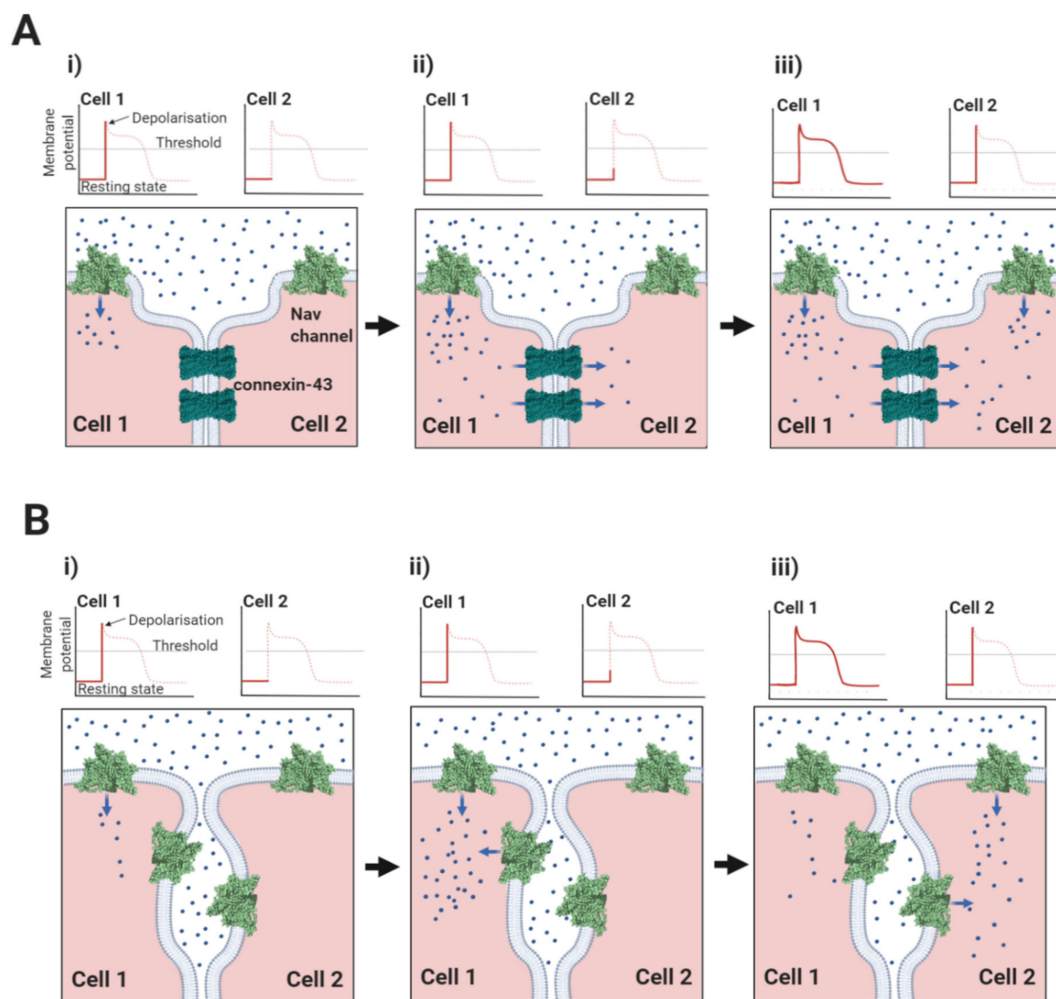 A
i)
ii)
iii)
Cell 1
Cell 2
Cell 1
Cell 2
Cell 1
Cell 2
Membrane
potential
Depolarisation
Threshold
Resting state
Nav
channel
connexin-43
Cell 1
Cell 2
Cell 1
Cell 2
Cell 1
Cell 2
B
i)
ii)
iii)
Cell 1
Cell 2
Cell 1
Cell 2
Cell 1
Cell 2
Membrane
potential
Depolarisation
Threshold
Resting state
Cell 1
Cell 2
Cell 1
Cell 2
Cell 1
Cell 2